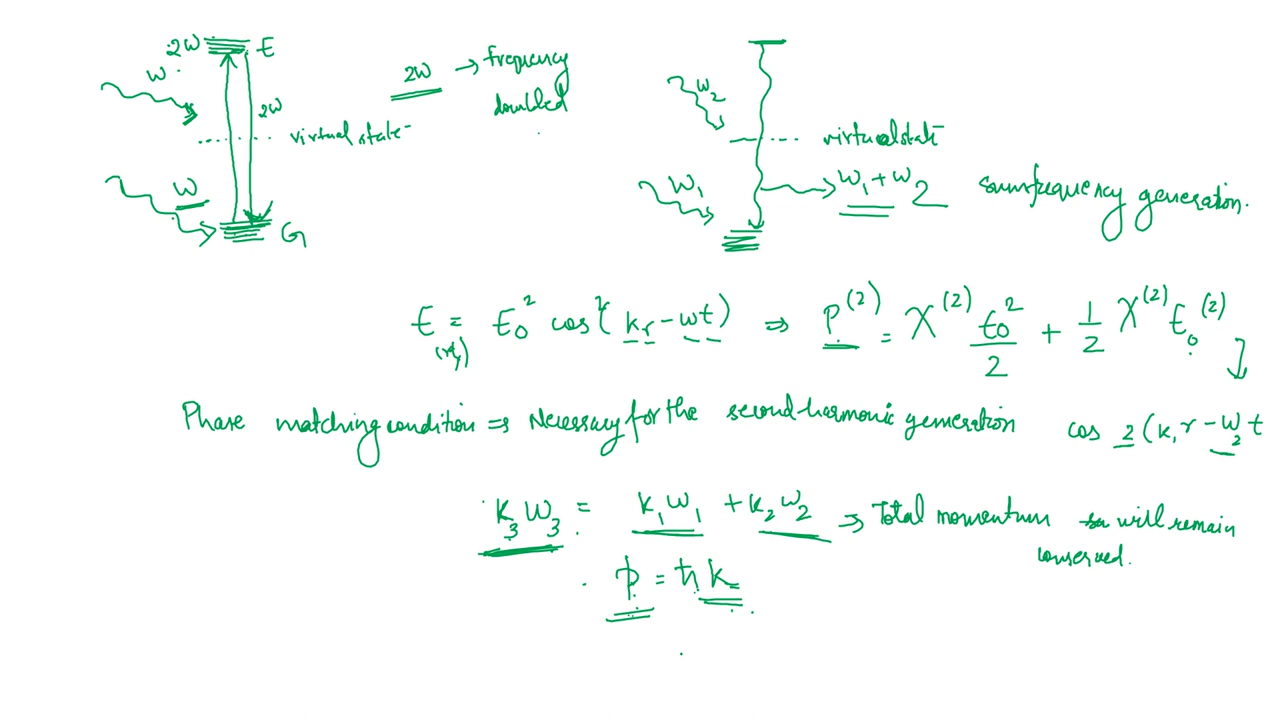 2ω E
ω
2ω
virtual state
ω
G
2ω → frequency
doubled
ω₂
virtual state
ω₁
ω₁ + ω₂ sum frequency generation.
E = E₀² cos²(kr - ωt) ⇒ P⁽²⁾ = χ⁽²⁾ E₀²/2 + 1/2 χ⁽²⁾ E₀⁽²⁾
Phase matching condition ⇒ Necessary for the second harmonic generation cos 2(k₁r - ω₂t
k₃ω₃ = k₁ω₁ + k₂ω₂ ⇒ Total momentum will remain
conserved.
p = ħk